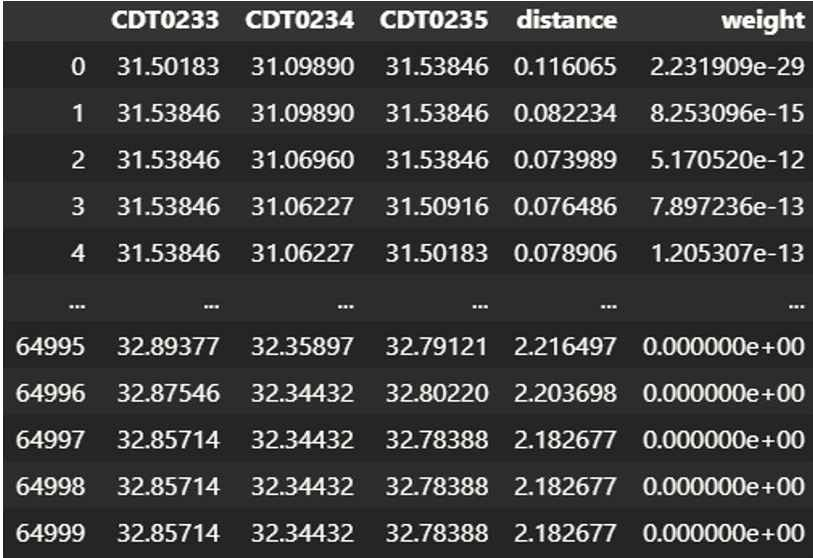 CDT0233 CDT0234 CDT0235 distance weight
0 31.50183 31.09890 31.53846 0.116065 2.231909e-29
1 31.53846 31.09890 31.53846 0.082234 8.253096e-15
2 31.53846 31.06960 31.53846 0.073989 5.170520e-12
3 31.53846 31.06227 31.50916 0.076486 7.897236e-13
4 31.53846 31.06227 31.50183 0.078906 1.205307e-13
... ... ... ... ... ...
64995 32.89377 32.35897 32.79121 2.216497 0.000000e+00
64996 32.87546 32.34432 32.80220 2.203698 0.000000e+00
64997 32.85714 32.34432 32.78388 2.182677 0.000000e+00
64998 32.85714 32.34432 32.78388 2.182677 0.000000e+00
64999 32.85714 32.34432 32.78388 2.182677 0.000000e+00